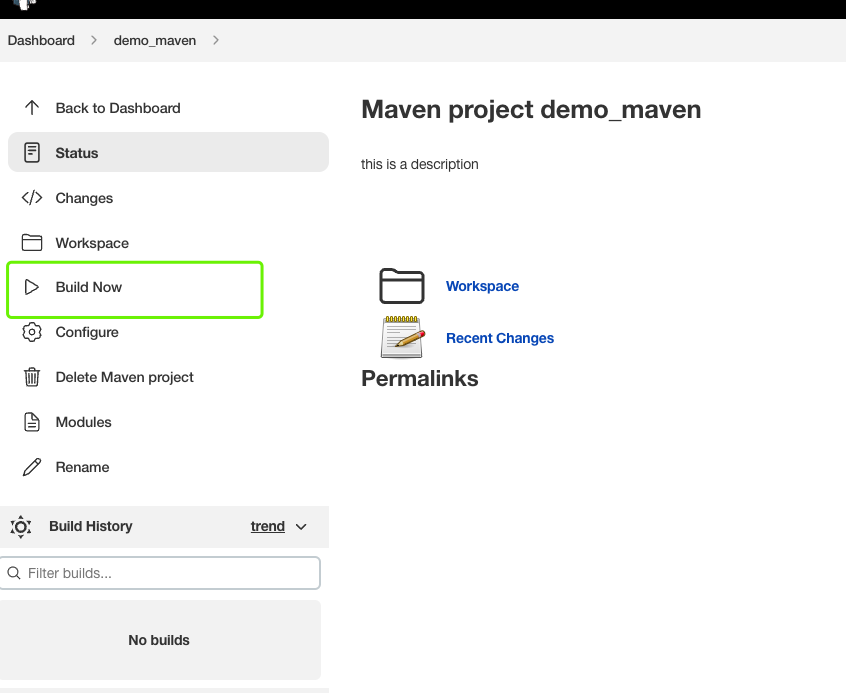 Dashboard
demo_maven
Back to Dashboard
Status
Changes
Workspace
Build Now
Configure
Delete Maven project
Modules
Rename
Build History
trend
Filter builds...
No builds
Maven project demo_maven
this is a description
Workspace
Recent Changes
Permalinks